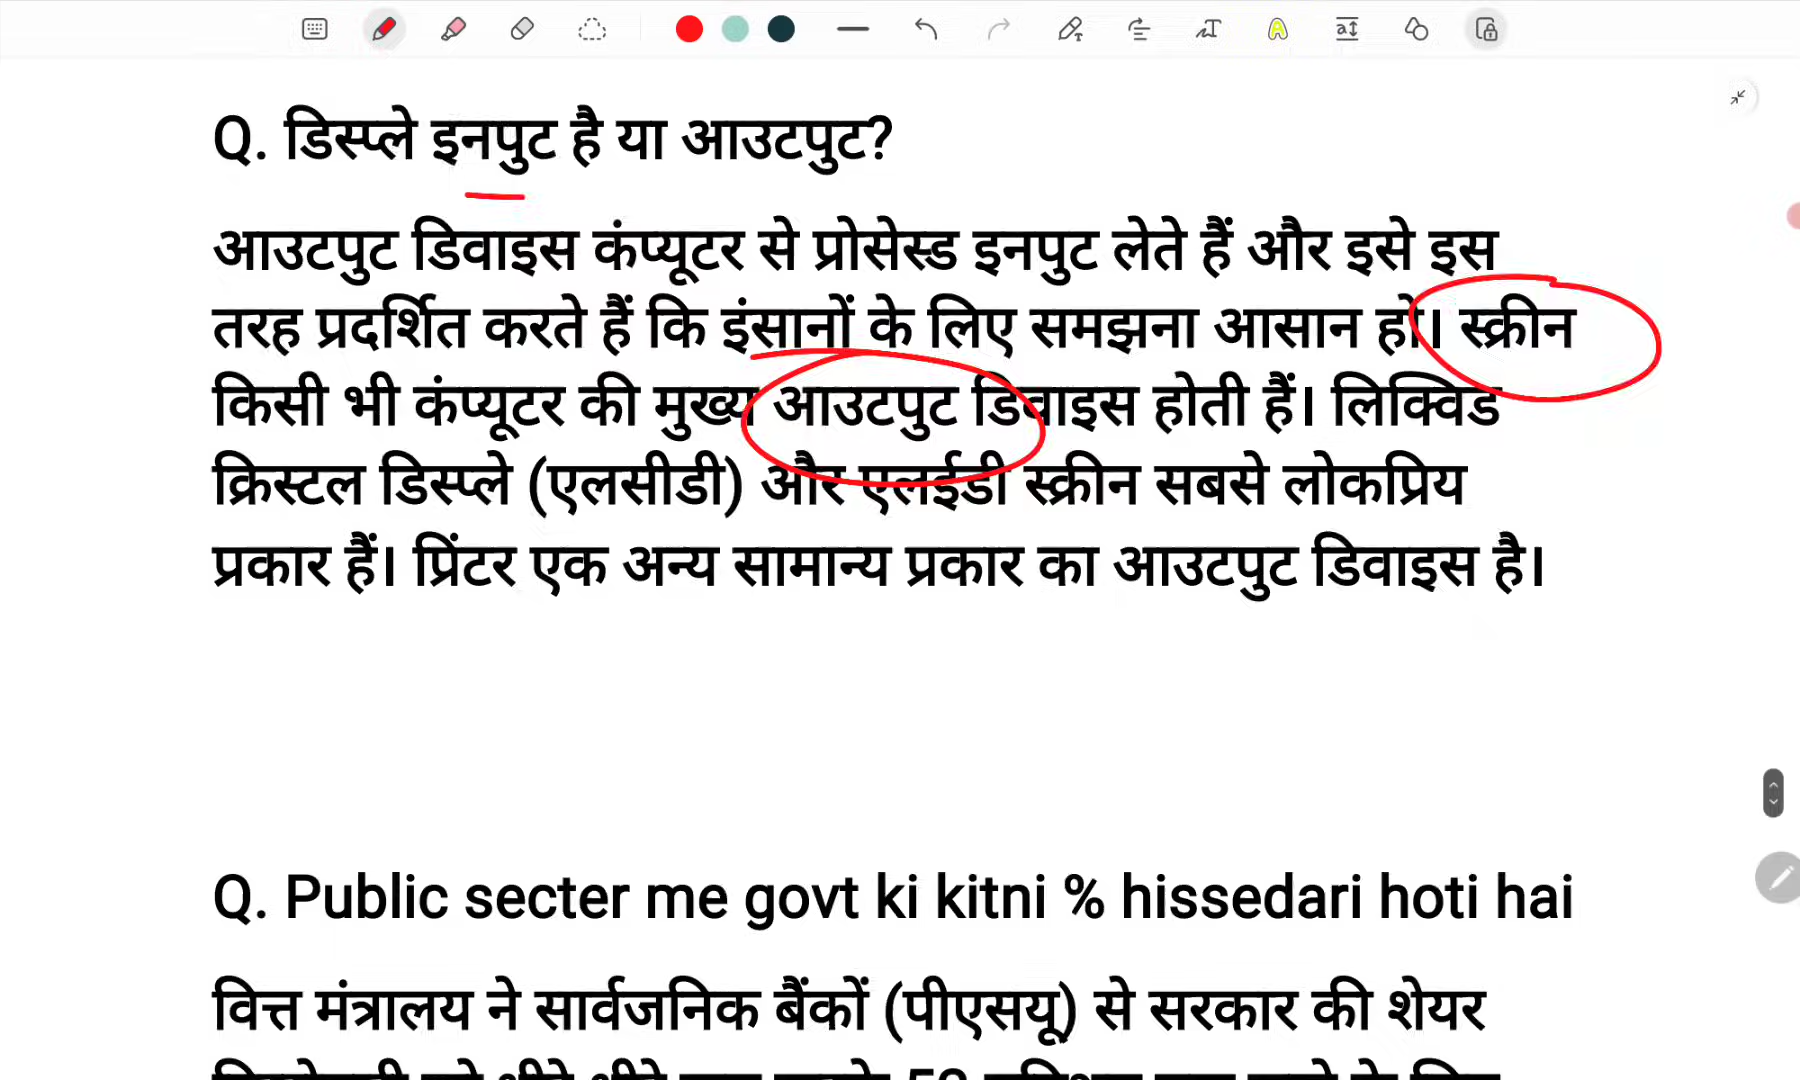 Q. डिस्प्ले इनपुट है या आउटपुट?
आउटपुट डिवाइस कंप्यूटर से प्रोसेस्ड इनपुट लेते हैं और इसे इस
तरह प्रदर्शित करते हैं कि इंसानों के लिए समझना आसान हो। स्क्रीन
किसी भी कंप्यूटर की मुख्य आउटपुट डिवाइस होती हैं। लिक्विड
क्रिस्टल डिस्प्ले (एलसीडी) और एलईडी स्क्रीन सबसे लोकप्रिय
प्रकार हैं। प्रिंटर एक अन्य सामान्य प्रकार का आउटपुट डिवाइस है।
Q. Public secter me govt ki kitni % hissedari hoti hai
वित्त मंत्रालय ने सार्वजनिक बैंकों (पीएसयू) से सरकार की शेयर